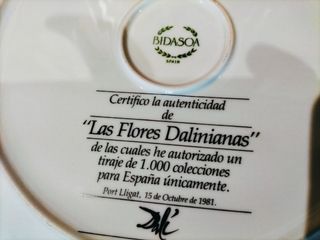 BIDASOA
SPAIN
Certifico la autenticidad
de
"Las Flores Dalinianas"
de las cuales he autorizado un
tiraje de 1.000 colecciones
para España únicamente.
Port Lligat, 15 de Octubre de 1981.
Dalí